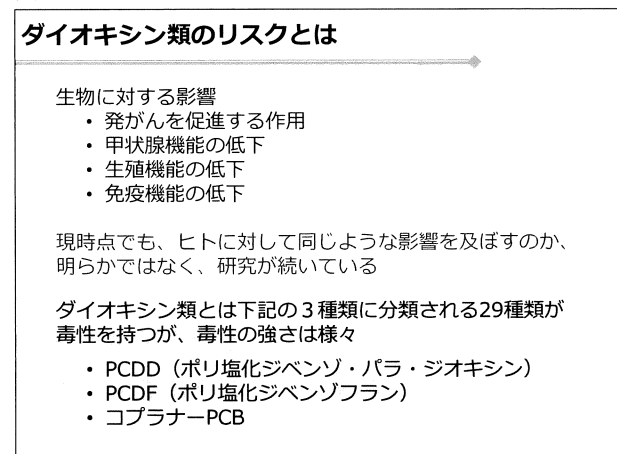 ダイオキシン類のリスクとは
生物に対する影響
• 発がんを促進する作用
• 甲状腺機能の低下
• 生殖機能の低下
• 免疫機能の低下
現時点でも、ヒトに対して同じような影響を及ぼすのか、
明らかではなく、研究が続いている
ダイオキシン類とは下記の３種類に分類される29種類が
毒性を持つが、毒性の強さは様々
• PCDD（ポリ塩化ジベンゾ・パラ・ジオキシン）
• PCDF（ポリ塩化ジベンゾフラン）
• コプラナーPCB